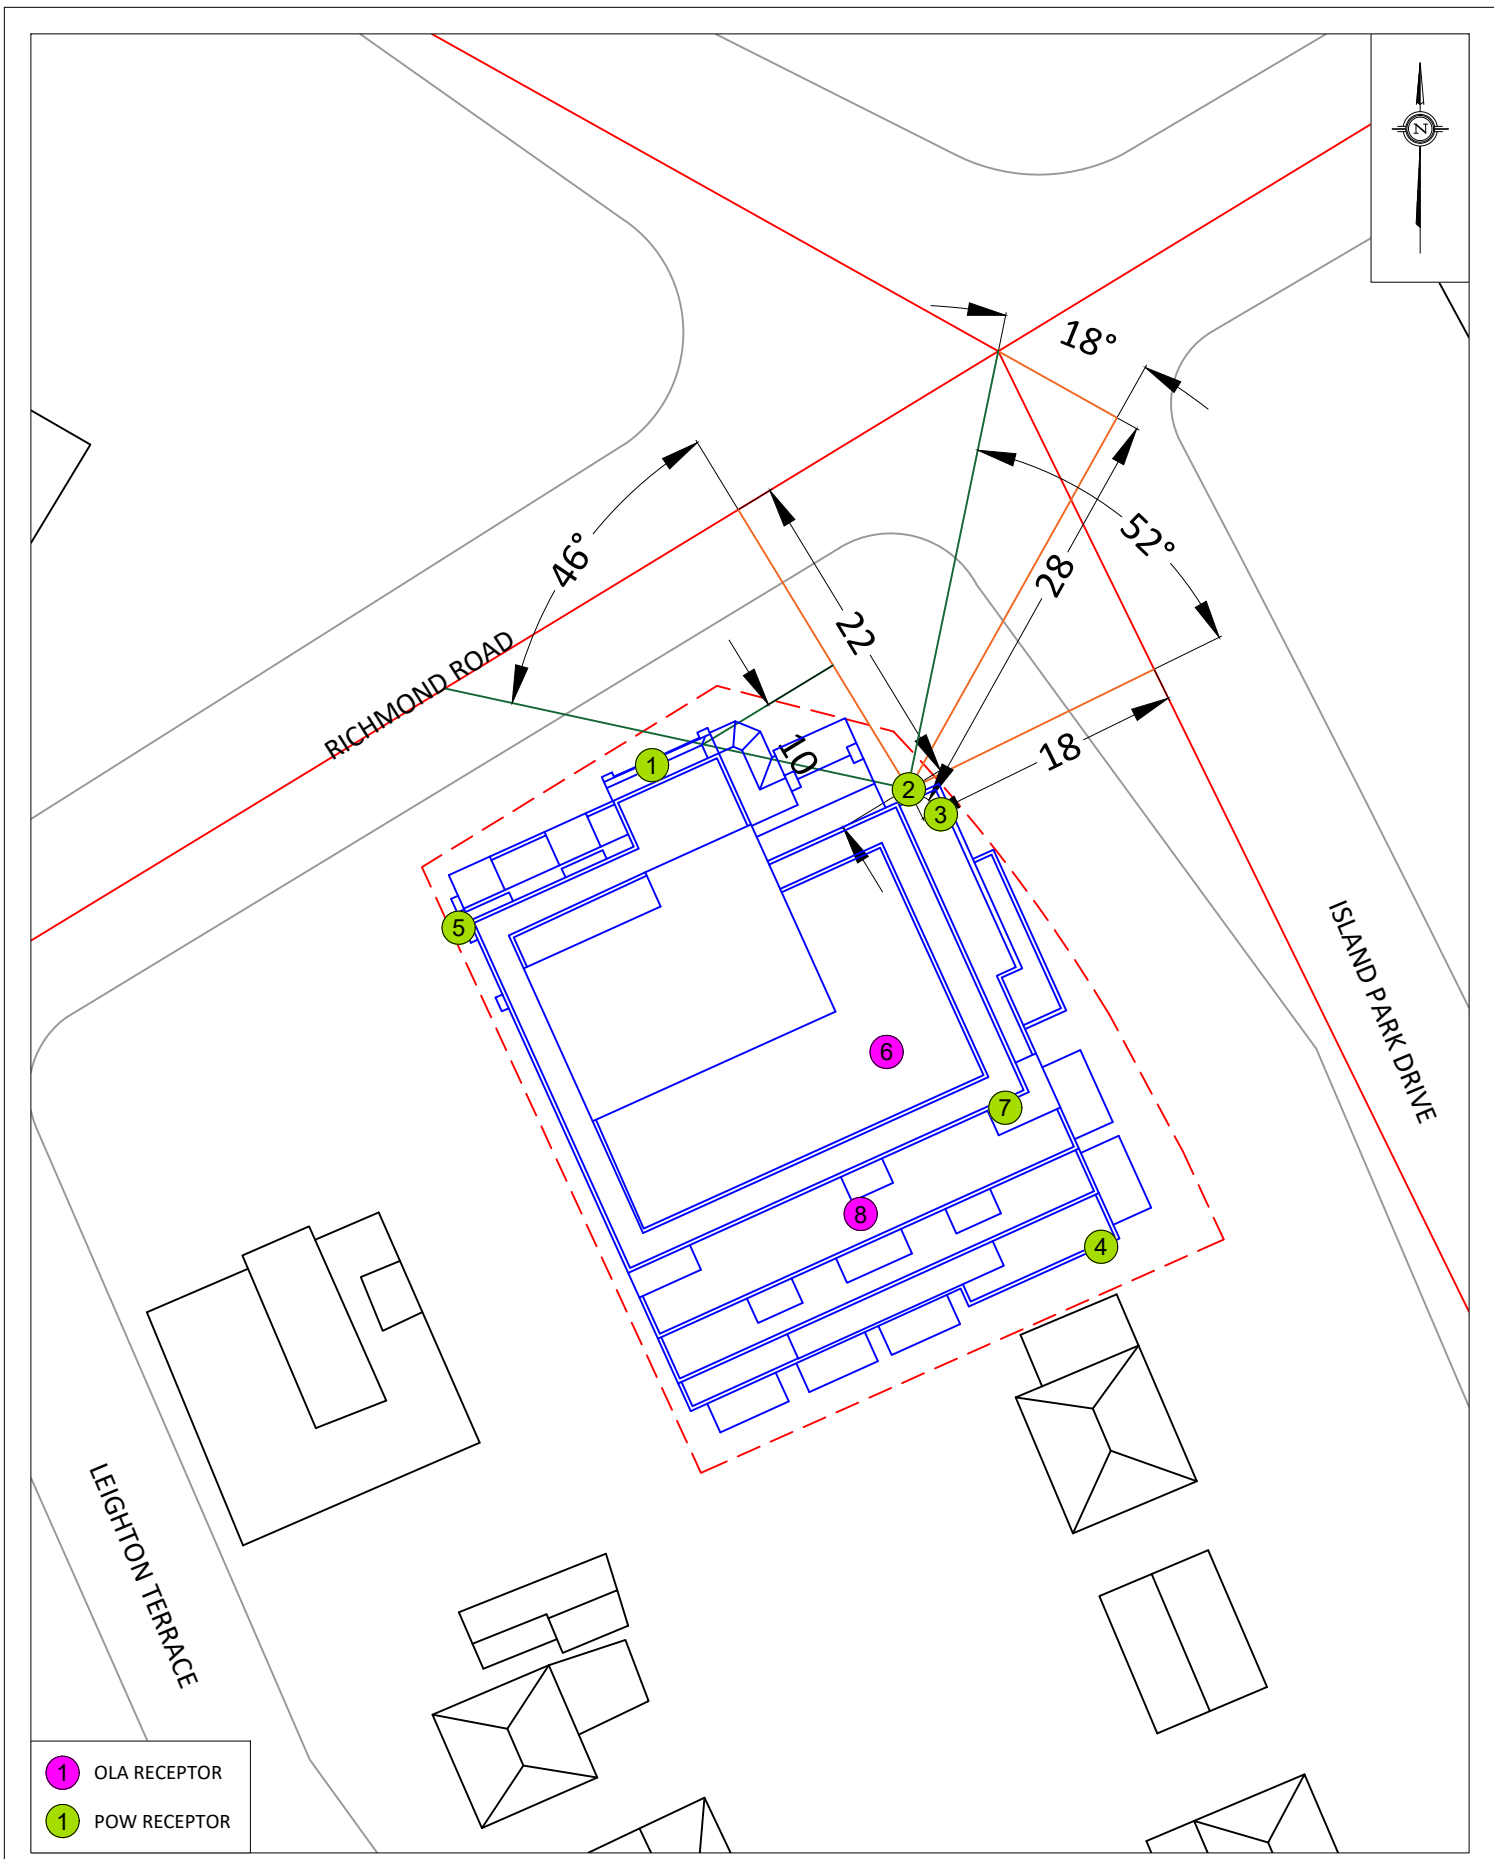 N
18°
46°
52°
28
22
RICHMOND ROAD
10
18
1
2
3
5
ISLAND PARK DRIVE
6
7
8
4
LEIGHTON TERRACE
1 OLA RECEPTOR
1 POW RECEPTOR